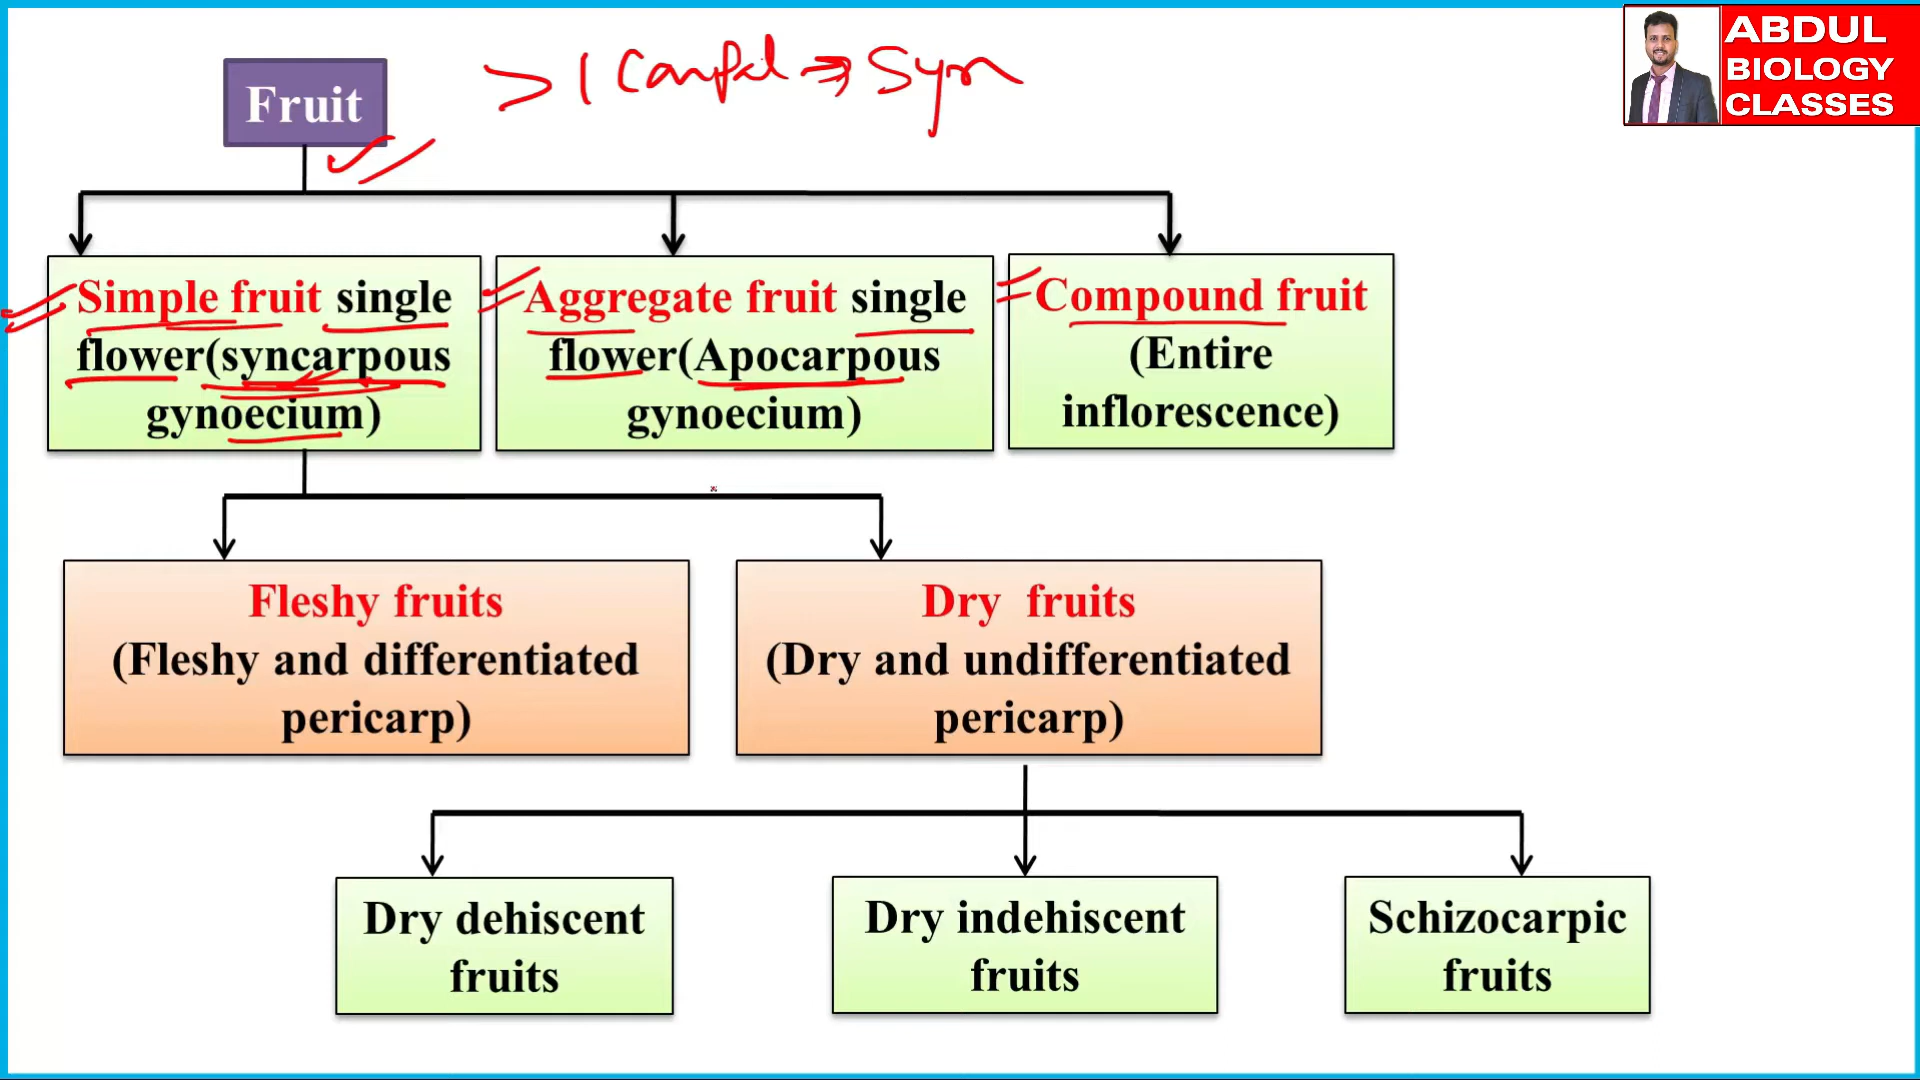 > 1 Carpel → Syn
ABDUL
BIOLOGY
CLASSES
Fruit
Simple fruit single
flower(syncarpous
gynoecium)
Aggregate fruit single
flower(Apocarpous
gynoecium)
Compound fruit
(Entire
inflorescence)
Fleshy fruits
(Fleshy and differentiated
pericarp)
Dry fruits
(Dry and undifferentiated
pericarp)
Dry dehiscent
fruits
Dry indehiscent
fruits
Schizocarpic
fruits